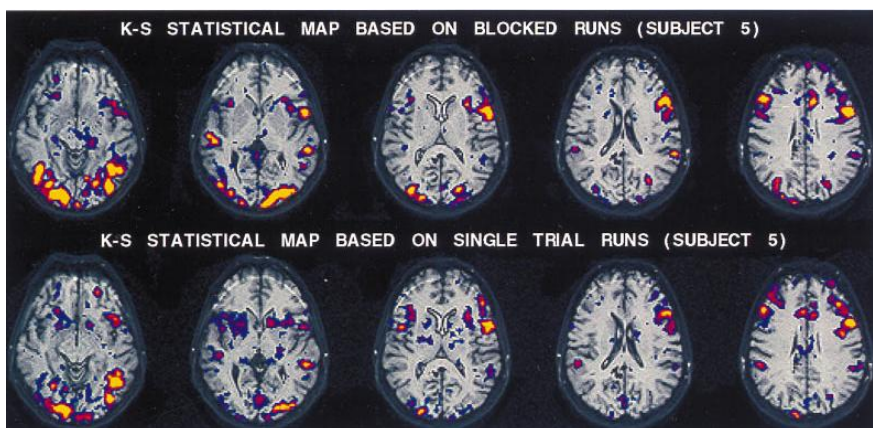 K-S STATISTICAL MAP BASED ON BLOCKED RUNS (SUBJECT 5)
K-S STATISTICAL MAP BASED ON SINGLE TRIAL RUNS (SUBJECT 5)